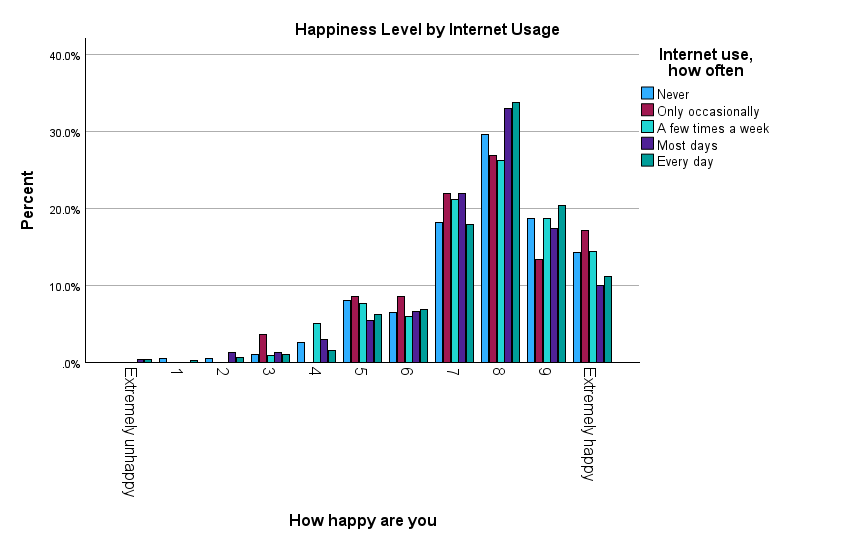 Happiness Level by Internet Usage
40.0%
30.0%
20.0%
10.0%
.0%
Percent
Extremely unhappy
1
2
3
4
5
6
7
8
9
Extremely happy
How happy are you
Internet use,
how often
Never
Only occasionally
A few times a week
Most days
Every day